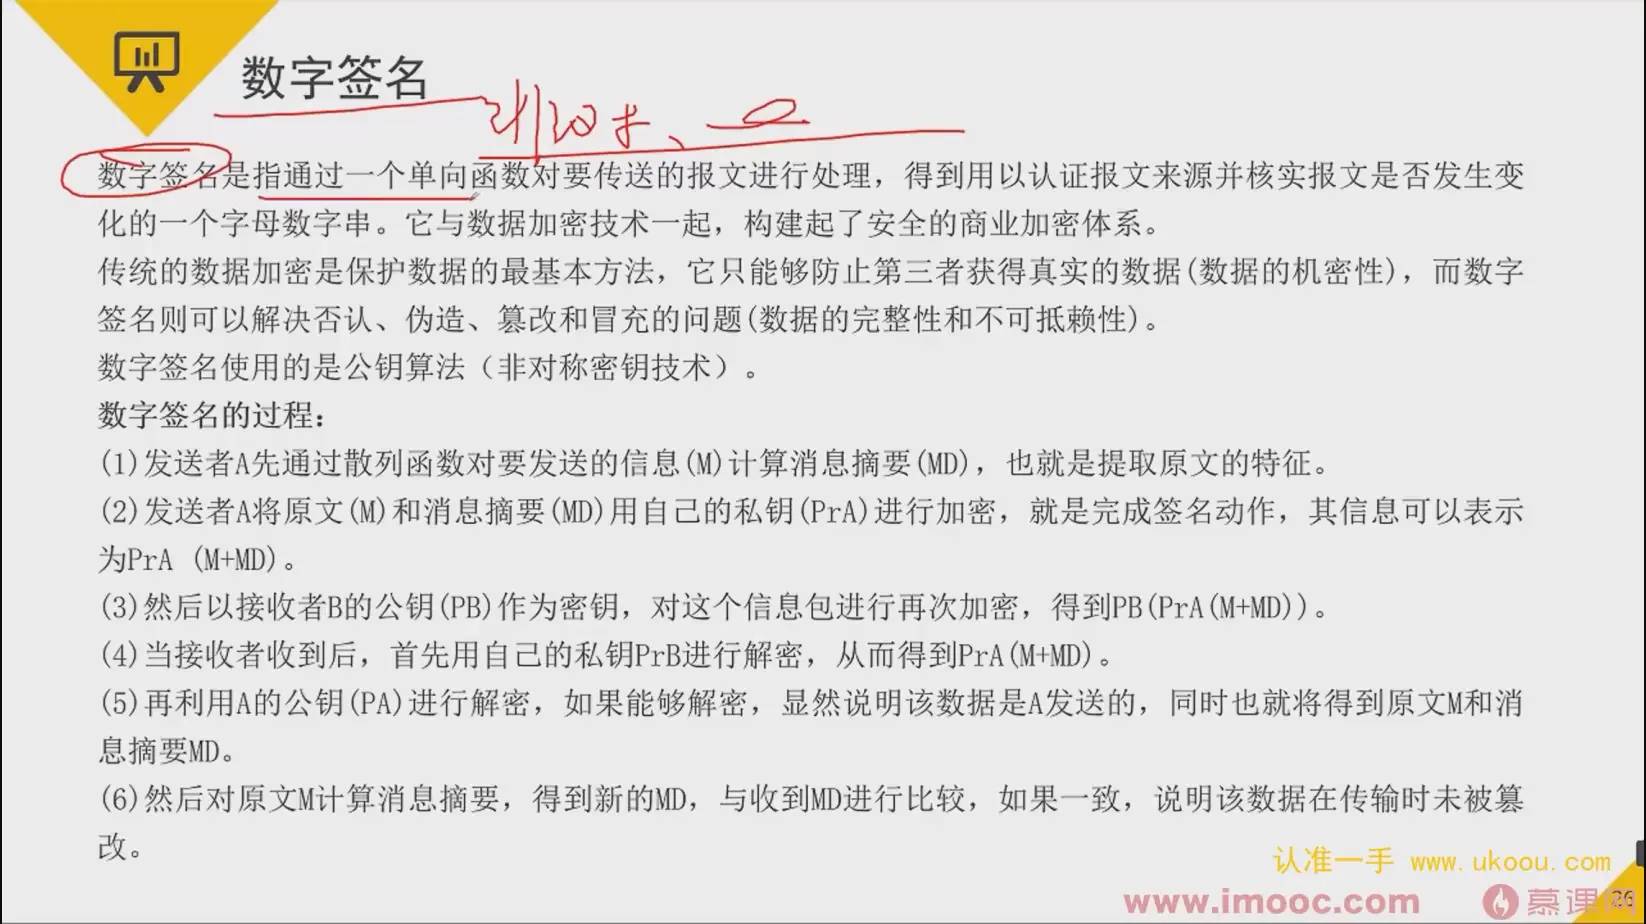 数字签名
数字签名是指通过一个单向函数对要传送的报文进行处理，得到用以认证报文来源并核实报文是否发生变
化的一个字母数字串。它与数据加密技术一起，构建起了安全的商业加密体系。
传统的数据加密是保护数据的最基本方法，它只能够防止第三者获得真实的数据(数据的机密性)，而数字
签名则可以解决否认、伪造、篡改和冒充的问题(数据的完整性和不可抵赖性)。
数字签名使用的是公钥算法（非对称密钥技术）。
数字签名的过程:
(1)发送者A先通过散列函数对要发送的信息(M)计算消息摘要(MD)，也就是提取原文的特征。
(2)发送者A将原文(M)和消息摘要(MD)用自己的私钥(PrA)进行加密，就是完成签名动作，其信息可以表示
为PrA (M+MD)。
(3)然后以接收者B的公钥(PB)作为密钥，对这个信息包进行再次加密，得到PB(PrA(M+MD))。
(4)当接收者收到后，首先用自己的私钥PrB进行解密，从而得到PrA(M+MD)。
(5)再利用A的公钥(PA)进行解密，如果能够解密，显然说明该数据是A发送的，同时也就将得到原文M和消
息摘要MD。
(6)然后对原文M计算消息摘要，得到新的MD，与收到MD进行比较，如果一致，说明该数据在传输时未被篡
改。
认准一手 www.ukoou.com
www.imooc.com 慕课网
26